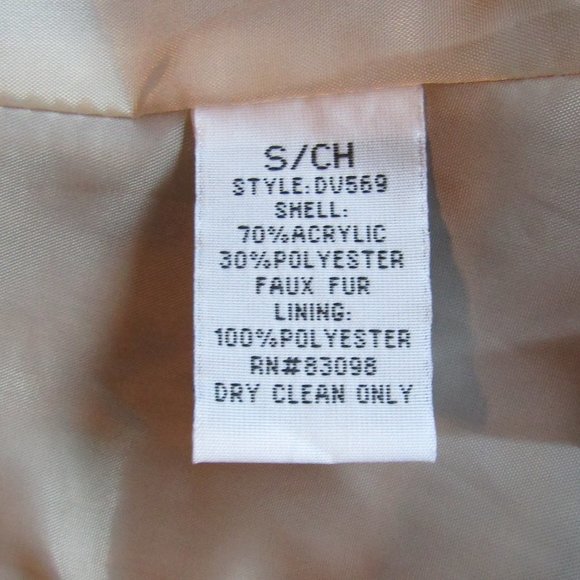 S/CH
STYLE:DV569
SHELL:
70%ACRYLIC
30%POLYESTER
FAUX FUR
LINING:
100%POLYESTER
RN#83098
DRY CLEAN ONLY